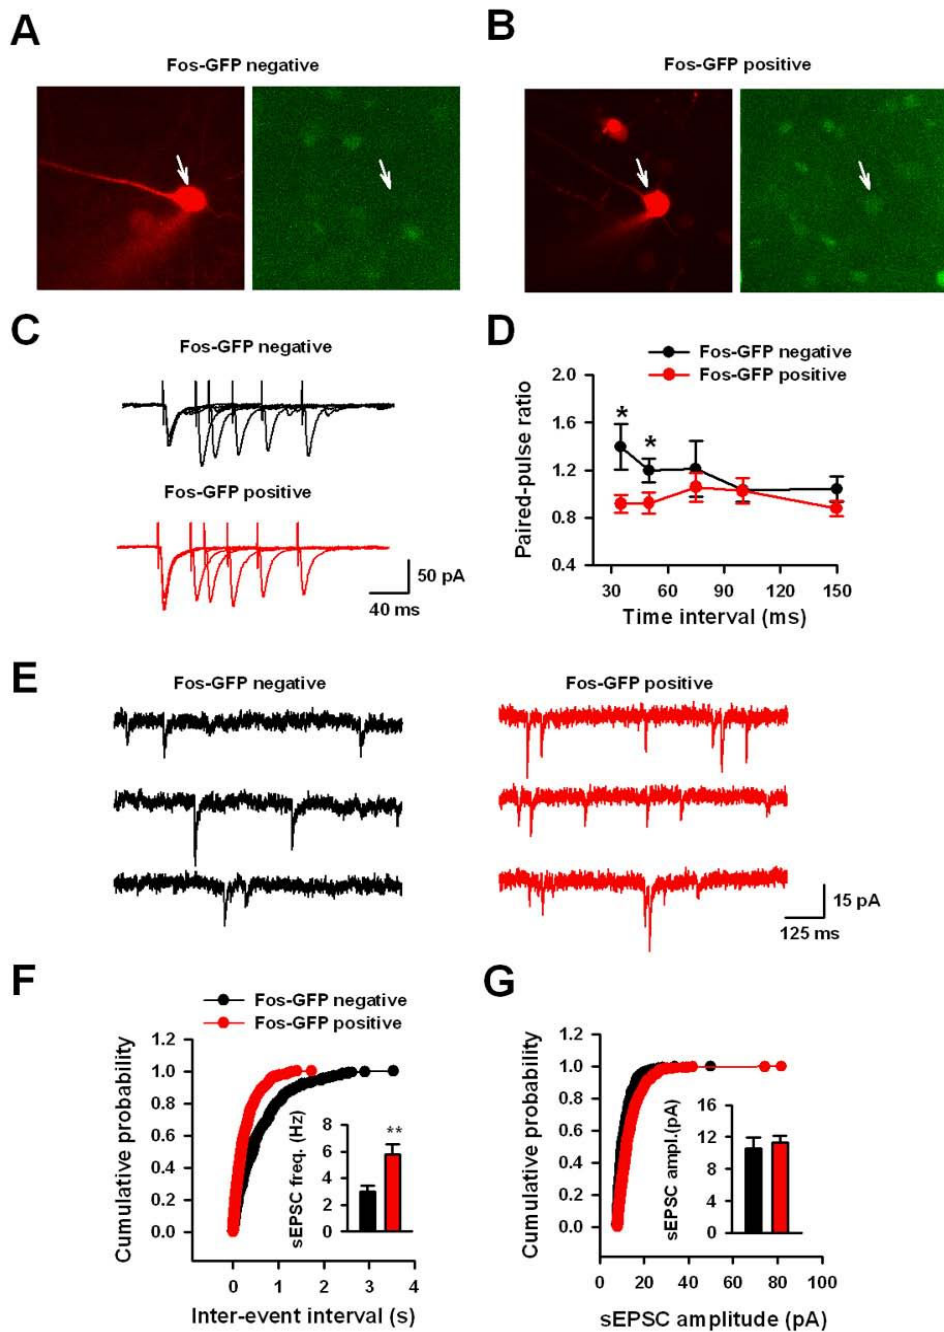 A
B
Fos-GFP negative
Fos-GFP positive
C
D
Fos-GFP negative
Fos-GFP positive
50 pA
40 ms
Fos-GFP negative
Fos-GFP positive
Paired-pulse ratio
2.0
1.6
1.2
0.8
0.4
*
*
30 60 90 120 150
Time interval (ms)
E
Fos-GFP negative
Fos-GFP positive
15 pA
125 ms
F
Fos-GFP negative
Fos-GFP positive
Cumulative probability
1.2
1.0
0.8
0.6
0.4
0.2
0.0
0 1 2 3 4
Inter-event interval (s)
sEPSC freq. (Hz)
8
6
4
2
0
**
G
Cumulative probability
1.2
1.0
0.8
0.6
0.4
0.2
0.0
0 20 40 60 80 100
sEPSC amplitude (pA)
sEPSC ampl.(pA)
16
12
8
4
0